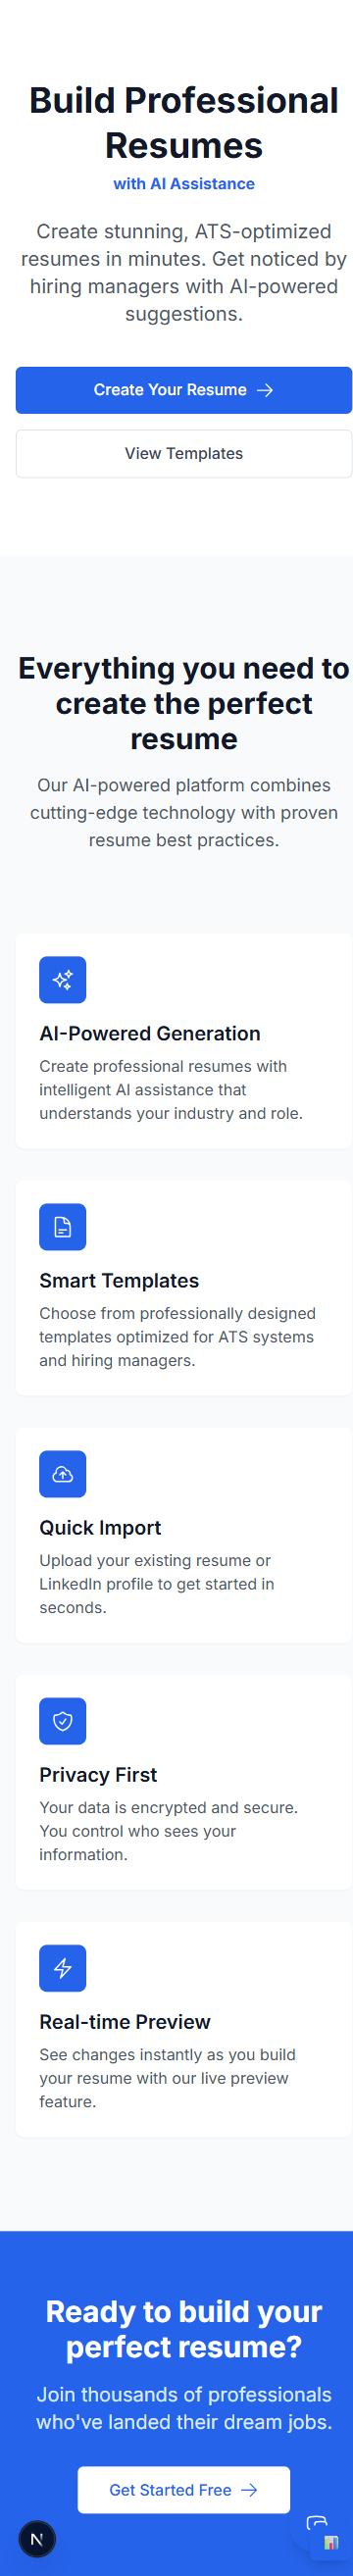 Build Professional
Resumes
with AI Assistance
Create stunning, ATS-optimized
resumes in minutes. Get noticed by
hiring managers with AI-powered
suggestions.
Create Your Resume
View Templates
Everything you need to
create the perfect
resume
Our AI-powered platform combines
cutting-edge technology with proven
resume best practices.
AI-Powered Generation
Create professional resumes with
intelligent AI assistance that
understands your industry and role.
Smart Templates
Choose from professionally designed
templates optimized for ATS systems
and hiring managers.
Quick Import
Upload your existing resume or
LinkedIn profile to get started in
seconds.
Privacy First
Your data is encrypted and secure.
You control who sees your
information.
Real-time Preview
See changes instantly as you build
your resume with our live preview
feature.
Ready to build your
perfect resume?
Join thousands of professionals
who've landed their dream jobs.
Get Started Free
N